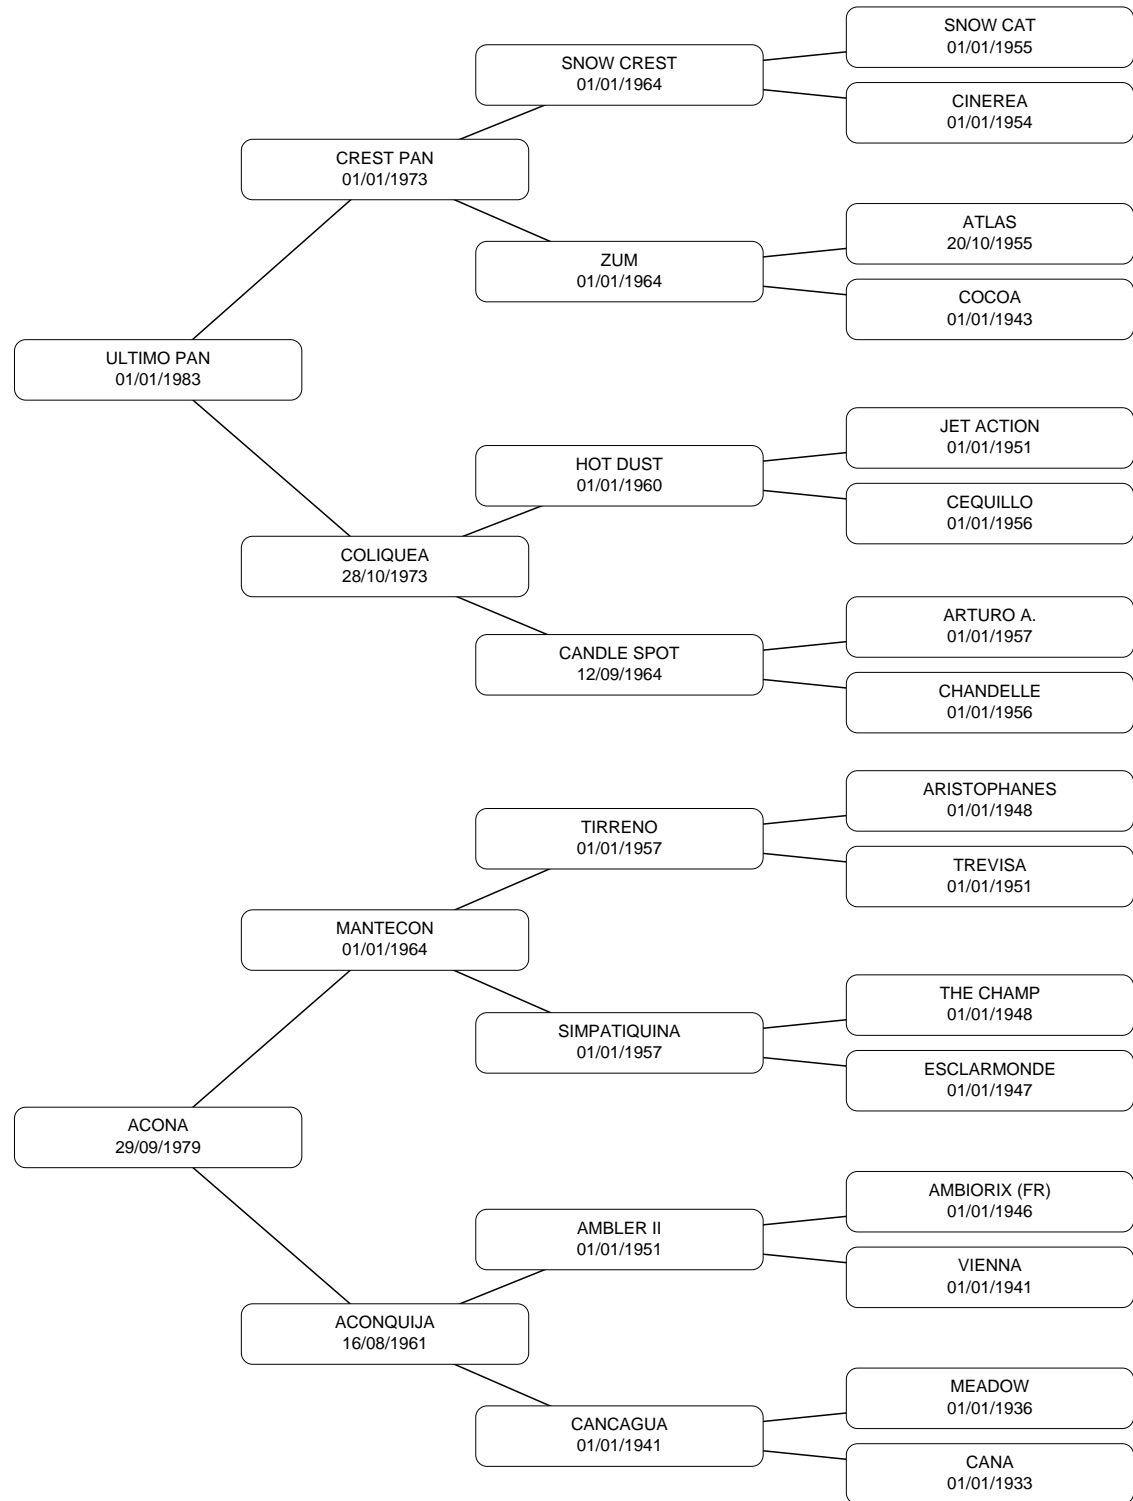 SNOW CAT
01/01/1955
SNOW CREST
01/01/1964
CINEREA
01/01/1954
CREST PAN
01/01/1973
ATLAS
20/10/1955
ZUM
01/01/1964
COCOA
01/01/1943
ULTIMO PAN
01/01/1983
JET ACTION
01/01/1951
HOT DUST
01/01/1960
CEQUILLO
01/01/1956
COLIQUEA
28/10/1973
ARTURO A.
01/01/1957
CANDLE SPOT
12/09/1964
CHANDELLE
01/01/1956
ARISTOPHANES
01/01/1948
TIRRENO
01/01/1957
TREVISA
01/01/1951
MANTECON
01/01/1964
THE CHAMP
01/01/1948
SIMPATIQUINA
01/01/1957
ESCLARMONDE
01/01/1947
ACONA
29/09/1979
AMBIORIX (FR)
01/01/1946
AMBLER II
01/01/1951
VIENNA
01/01/1941
ACONQUIJA
16/08/1961
MEADOW
01/01/1936
CANCAGUA
01/01/1941
CANA
01/01/1933